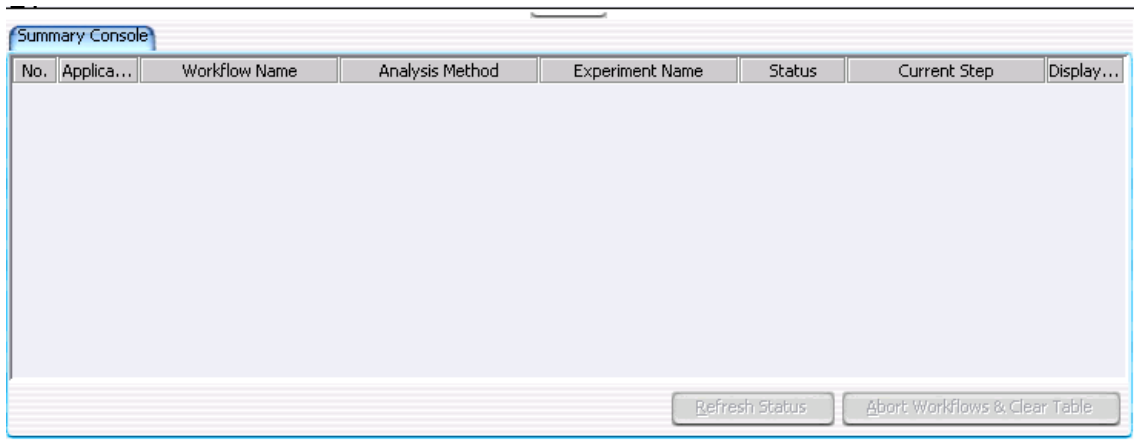 Summary Console
No. Applica... Workflow Name Analysis Method Experiment Name Status Current Step Display...
Refresh Status Abort Workflows & Clear Table